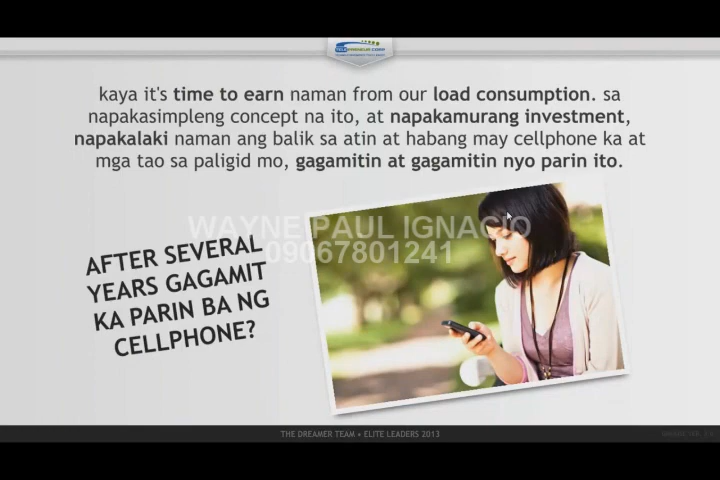 kaya it's time to earn naman from our load consumption. sa
napakasimpleng concept na ito, at napakamurang investment,
napakalaki naman ang balik sa atin at habang may cellphone ka at
mga tao sa paligid mo, gagamitin at gagamitin nyo parin ito.
WAYNE PAUL IGNACIO
09067801241
AFTER SEVERAL
YEARS GAGAMIT
KA PARIN BA NG
CELLPHONE?
THE DREAMER TEAM • ELITE LEADERS 2013